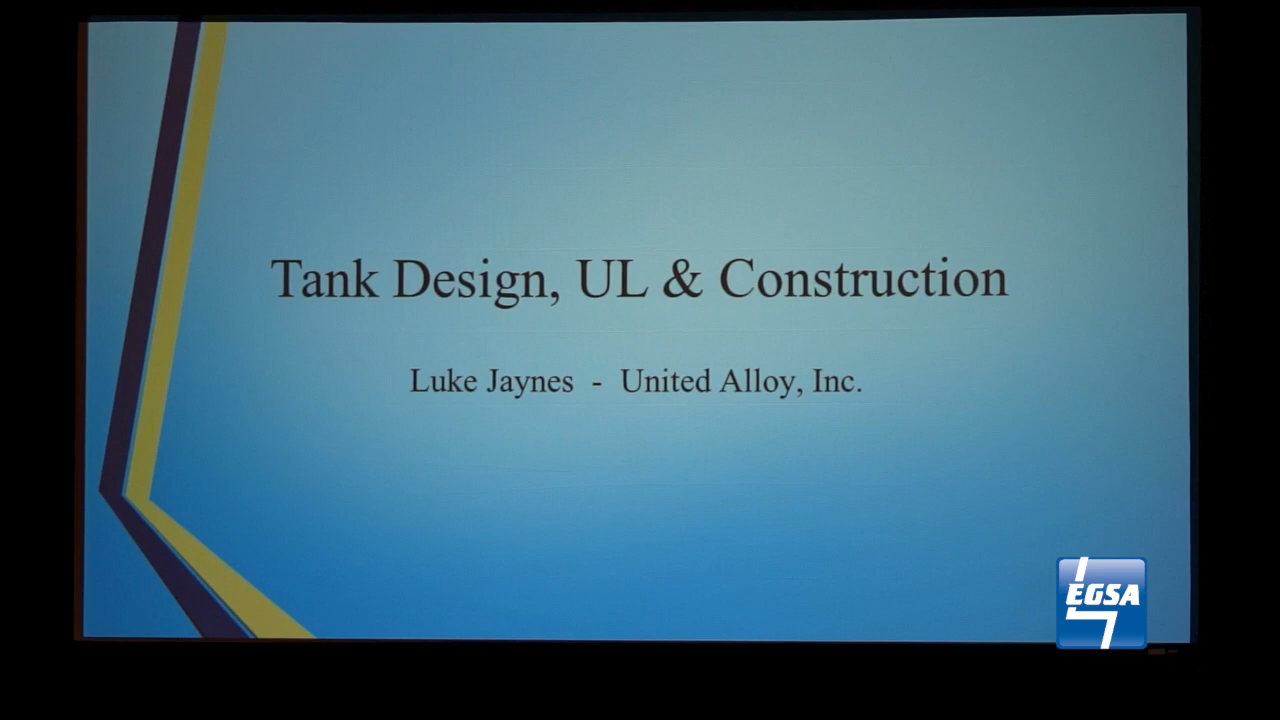 Tank Design, UL & Construction
Luke Jaynes - United Alloy, Inc.
EGSA